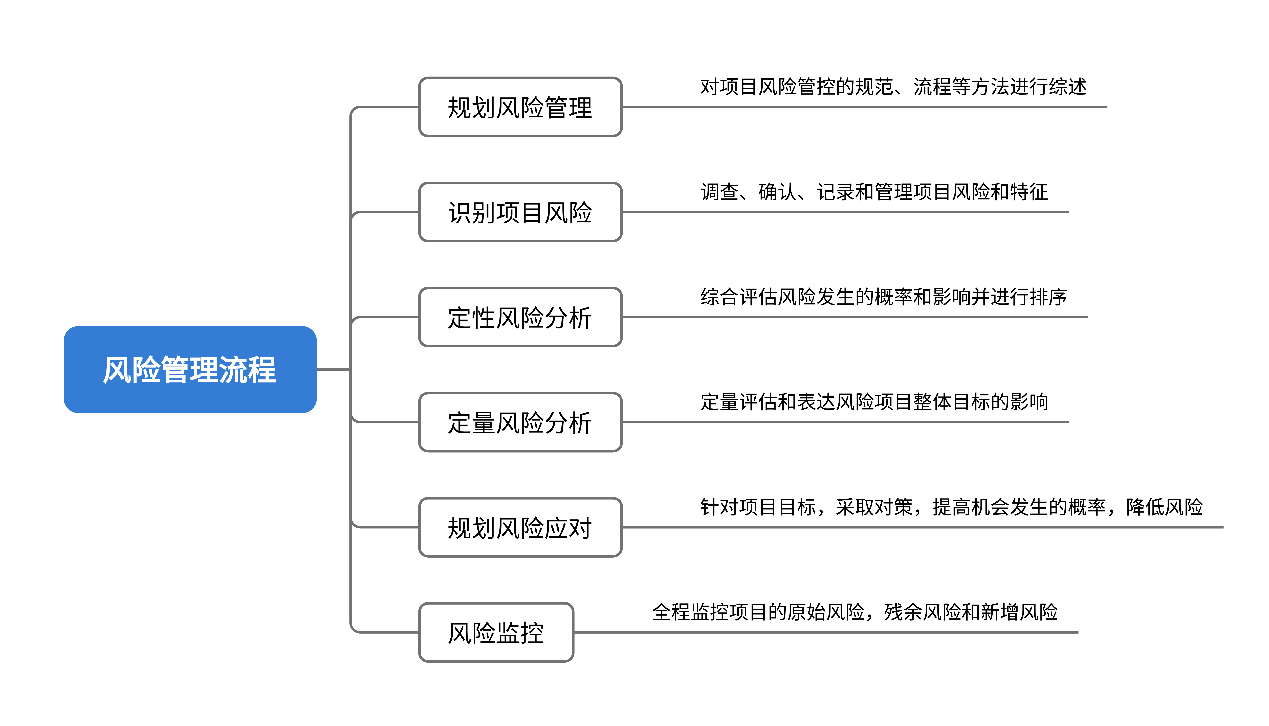 风险管理流程
规划风险管理
对项目风险管控的规范、流程等方法进行综述
识别项目风险
调查、确认、记录和管理项目风险和特征
定性风险分析
综合评估风险发生的概率和影响并进行排序
定量风险分析
定量评估和表达风险项目整体目标的影响
规划风险应对
针对项目目标，采取对策，提高机会发生的概率，降低风险
风险监控
全程监控项目的原始风险，残余风险和新增风险